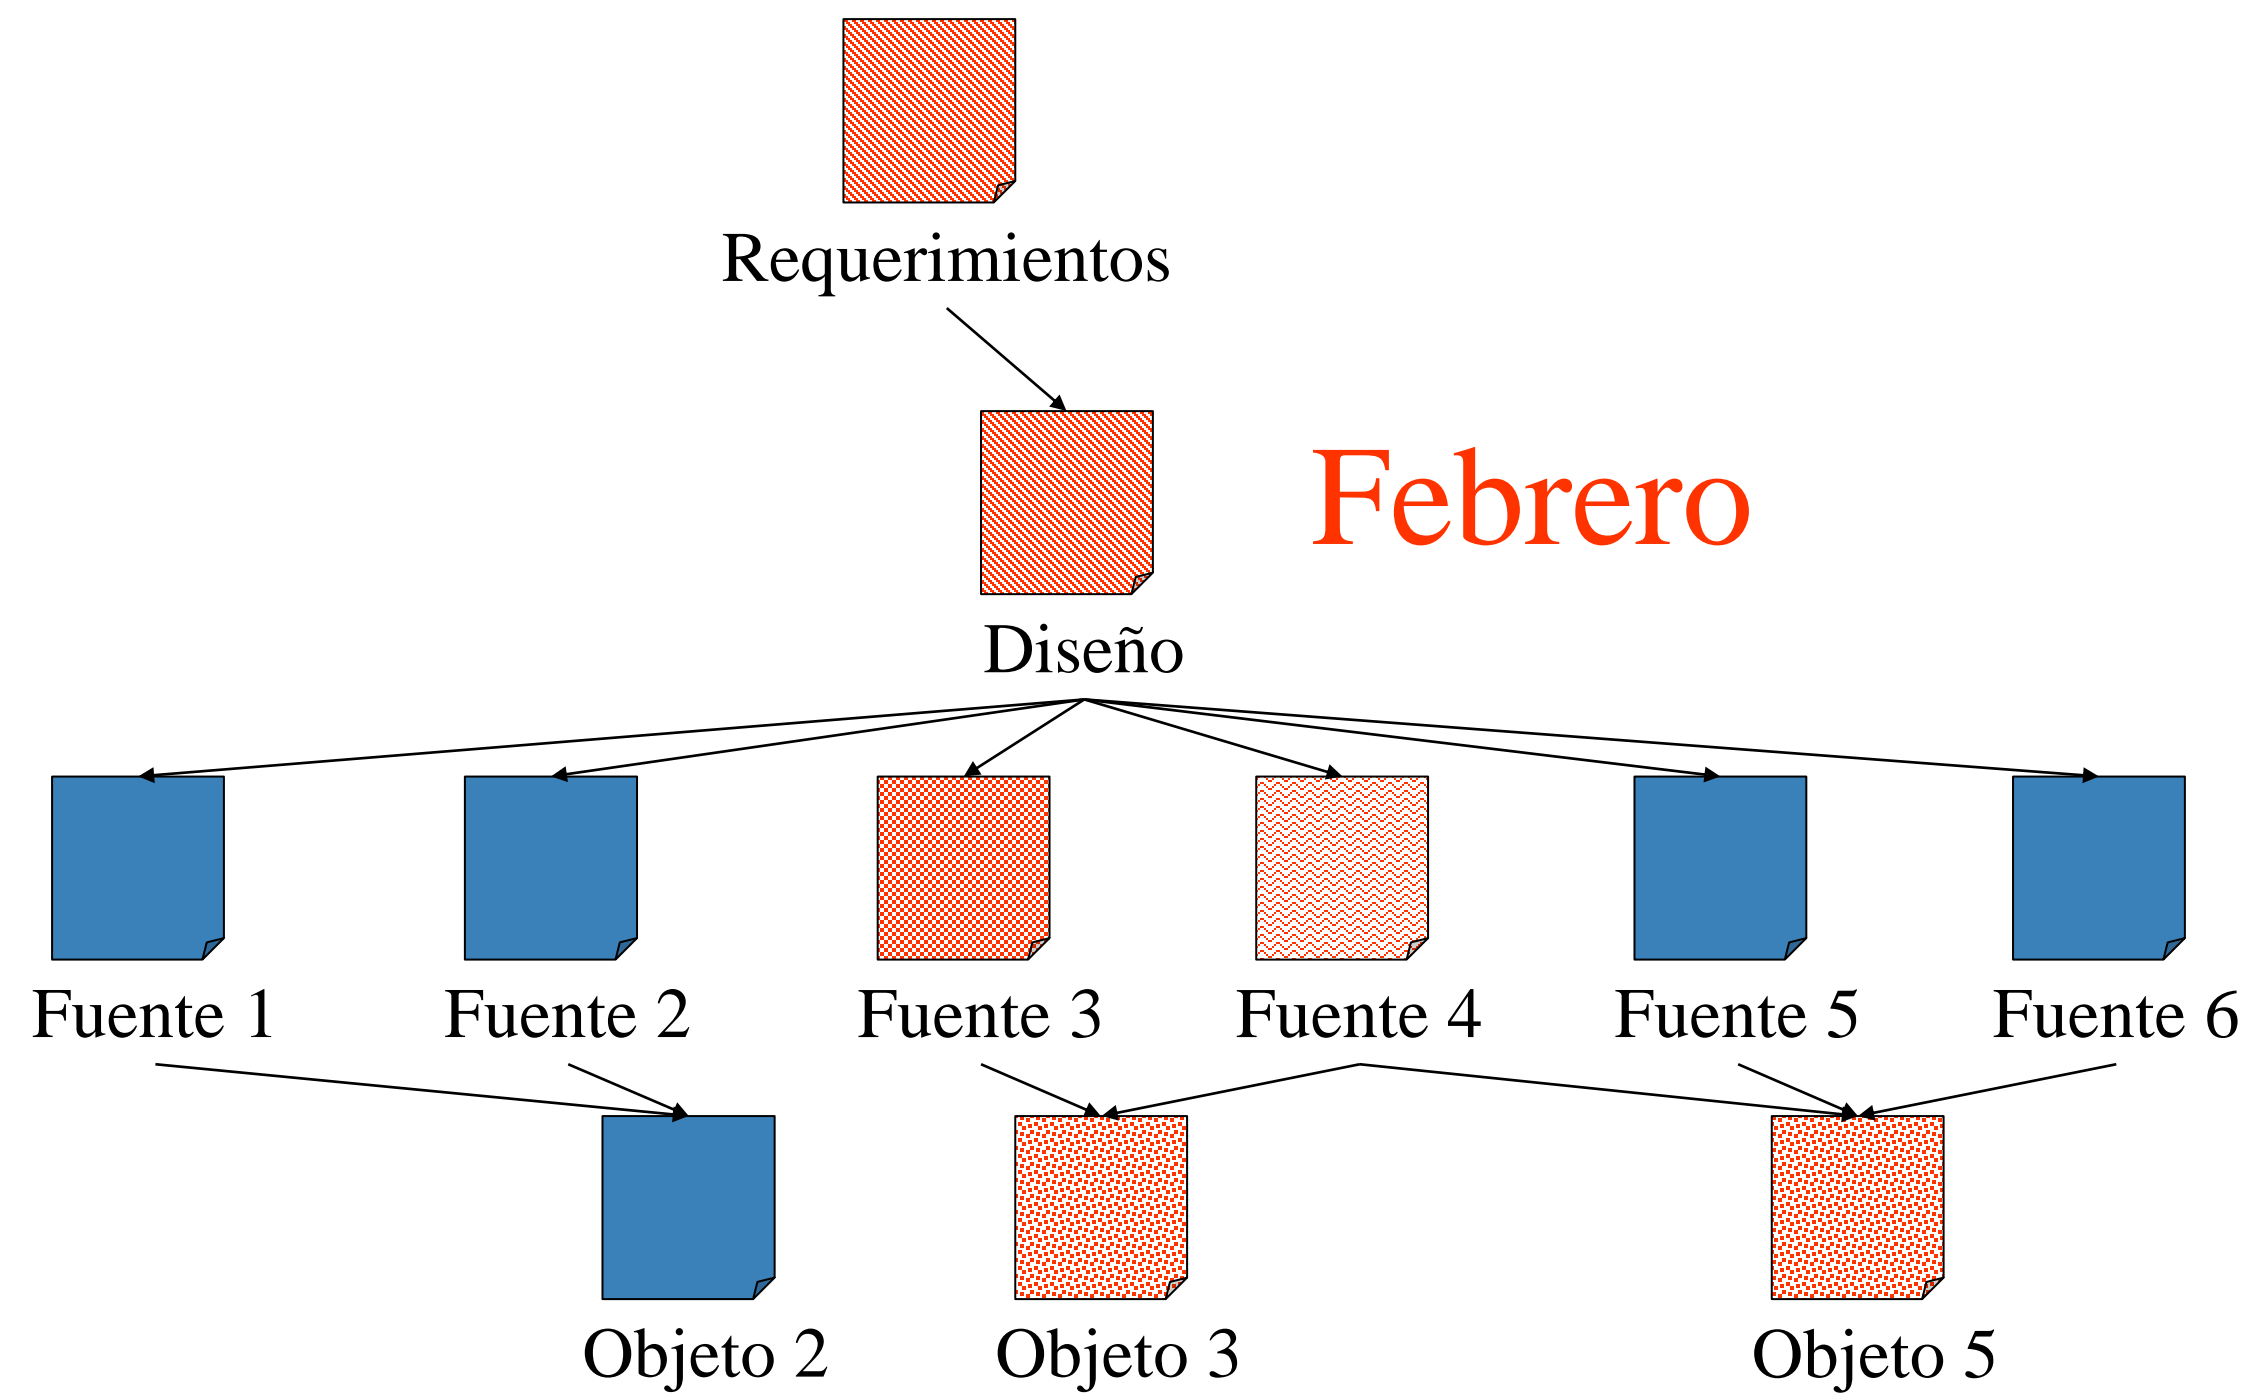 Requerimientos
Febrero
Diseño
Fuente 1
Fuente 2
Fuente 3
Fuente 4
Fuente 5
Fuente 6
Objeto 2
Objeto 3
Objeto 5